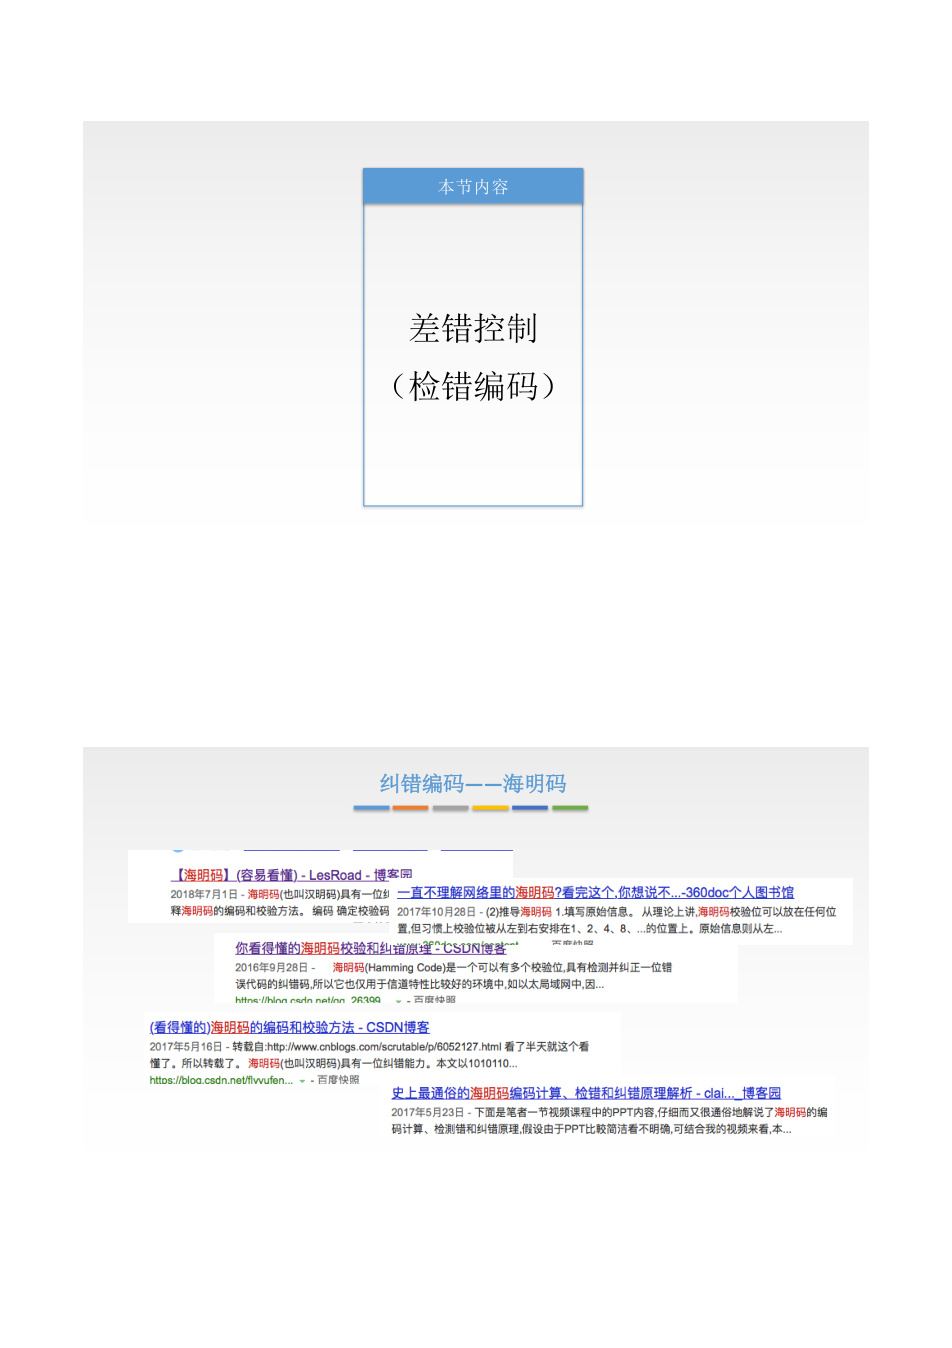 本节内容
差错控制
（检错编码）
纠错编码——海明码
【海明码】(容易看懂) - LesRoad - 博客园
2018年7月1日 - 海明码(也叫汉明码)具有一位纠
释海明码的编码和校验方法。 编码 确定校验码
一直不理解网络里的海明码?看完这个,你想说不...-360doc个人图书馆
2017年10月28日 - (2)推导海明码 1.填写原始信息。 从理论上讲,海明码校验位可以放在任何位
置,但习惯上校验位被从左到右安排在1、2、4、8、...的位置上。原始信息则从左...
百度快照
你看得懂的海明码校验和纠错原理 - CSDN博客
2016年9月28日 - 海明码(Hamming Code)是一个可以有多个校验位,具有检测并纠正一位错
误代码的纠错码,所以它也仅用于信道特性比较好的环境中,如以太局域网中,因...
https://blog.csdn.net/qq_26399... - 百度快照
(看得懂的)海明码的编码和校验方法 - CSDN博客
2017年5月16日 - 转载自:http://www.cnblogs.com/scrutable/p/6052127.html 看了半天就这个看
懂了。所以转载了。 海明码(也叫汉明码)具有一位纠错能力。本文以1010110...
https://blog.csdn.net/flyyufen... - 百度快照
史上最通俗的海明码编码计算、检错和纠错原理解析 - clai..._博客园
2017年5月23日 - 下面是笔者一节视频课程中的PPT内容,仔细而又很通俗地解说了海明码的编
码计算、检测错和纠错原理,假设由于PPT比较简洁看不明确,可结合我的视频来看,本...